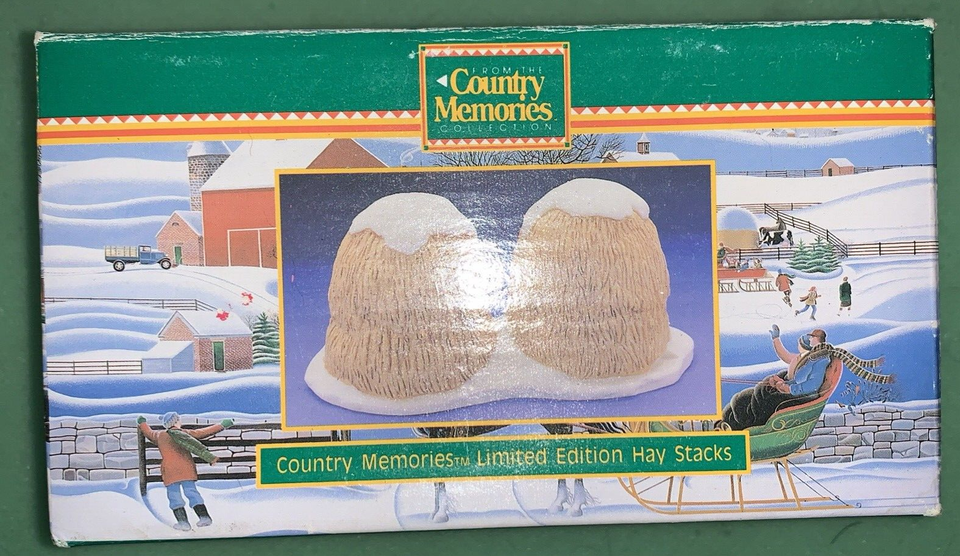 FROM THE
Country
Memories
COLLECTION
Country Memories™ Limited Edition Hay Stacks